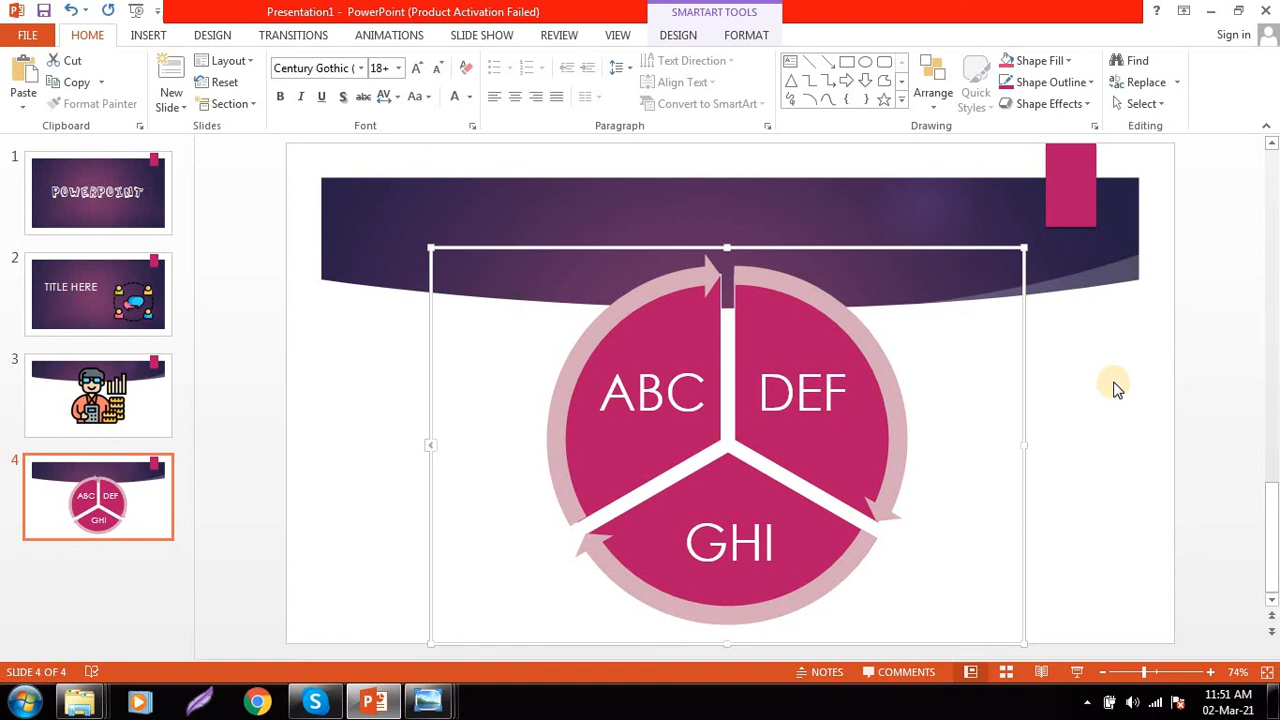 Presentation1 - PowerPoint (Product Activation Failed)
SMARTART TOOLS
?
FILE
HOME
INSERT
DESIGN
TRANSITIONS
ANIMATIONS
SLIDE SHOW
REVIEW
VIEW
DESIGN
FORMAT
Sign in
Paste
Cut
Copy
Format Painter
Clipboard
New
Slide
Layout
Reset
Section
Slides
Century Gothic (
18+
B I U S abc AV Aa A
Font
Text Direction
Align Text
Convert to SmartArt
Paragraph
Arrange
Quick
Styles
Shape Fill
Shape Outline
Shape Effects
Drawing
Find
Replace
Select
Editing
1
POWERPOINT
2
TITLE HERE
3
4
ABC DEF
GHI
ABC DEF
GHI
SLIDE 4 OF 4
NOTES
COMMENTS
74%
11:51 AM
02-Mar-21